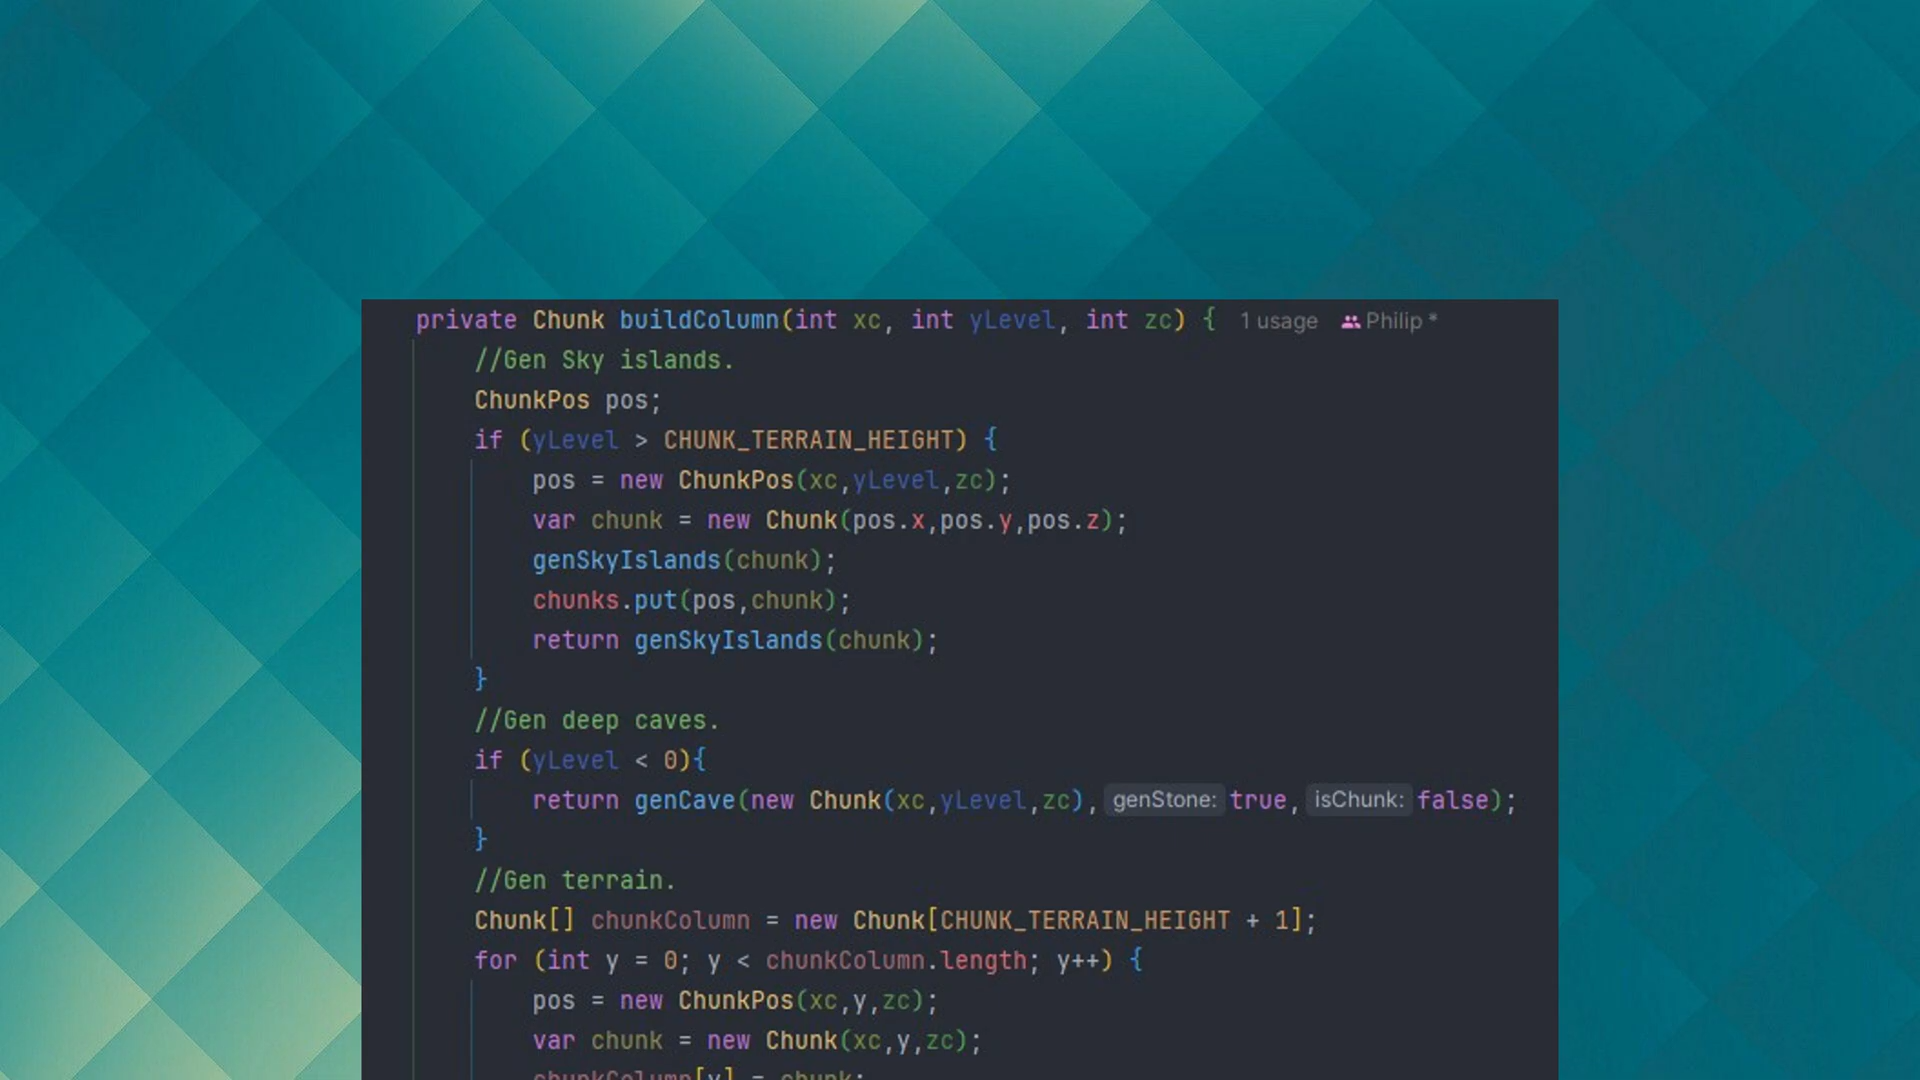 private Chunk buildColumn(int xc, int yLevel, int zc) { 1 usage Philip *
//Gen Sky islands.
ChunkPos pos;
if (yLevel > CHUNK_TERRAIN_HEIGHT) {
pos = new ChunkPos(xc,yLevel,zc);
var chunk = new Chunk(pos.x,pos.y,pos.z);
genSkyIslands(chunk);
chunks.put(pos,chunk);
return genSkyIslands(chunk);
}
//Gen deep caves.
if (yLevel < 0){
return genCave(new Chunk(xc,yLevel,zc), genStone: true, isChunk: false);
}
//Gen terrain.
Chunk[] chunkColumn = new Chunk[CHUNK_TERRAIN_HEIGHT + 1];
for (int y = 0; y < chunkColumn.length; y++) {
pos = new ChunkPos(xc,y,zc);
var chunk = new Chunk(xc,y,zc);
chunkColumn[y] = chunk;